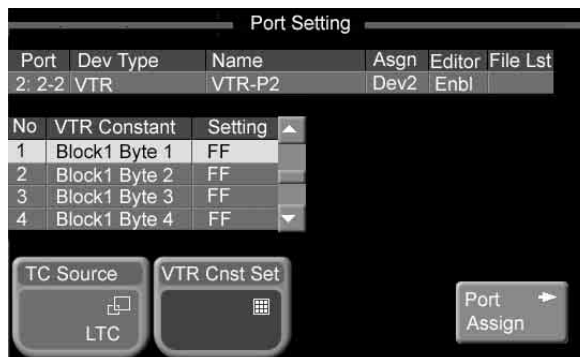 Port Setting
Port Dev Type Name Asgn Editor File Lst
2: 2-2 VTR VTR-P2 Dev2 Enbl
No VTR Constant Setting
1 Block1 Byte 1 FF
2 Block1 Byte 2 FF
3 Block1 Byte 3 FF
4 Block1 Byte 4 FF
TC Source VTR Cnst Set
LTC
Port
Assign